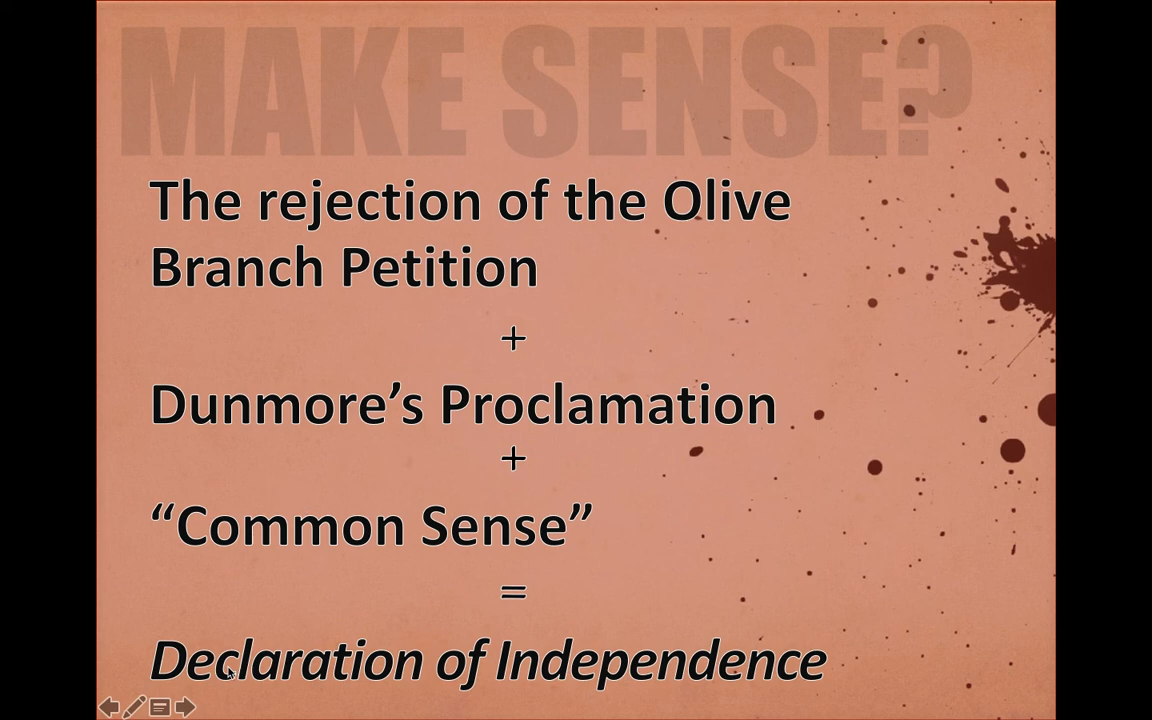 MAKE SENSE?
The rejection of the Olive
Branch Petition
+
Dunmore’s Proclamation
+
“Common Sense”
=
Declaration of Independence